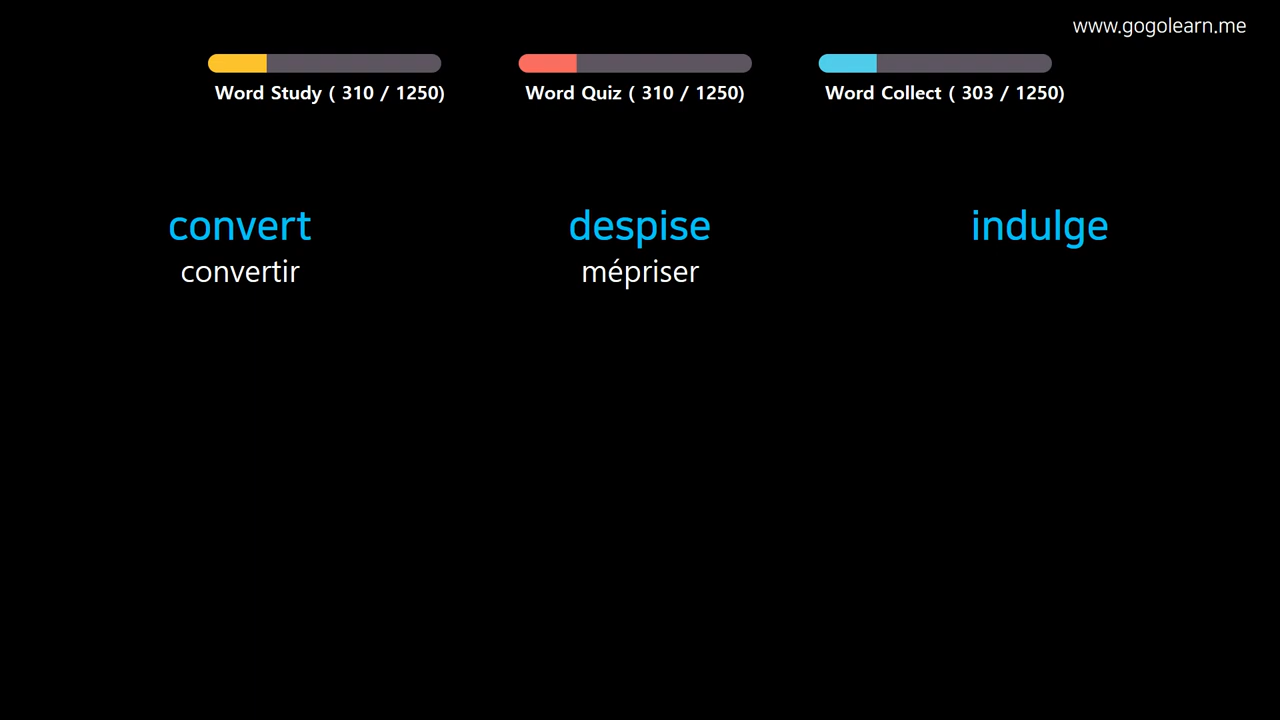 www.gogolearn.me
Word Study ( 310 / 1250)
Word Quiz ( 310 / 1250)
Word Collect ( 303 / 1250)
convert
convertir
despise
mépriser
indulge